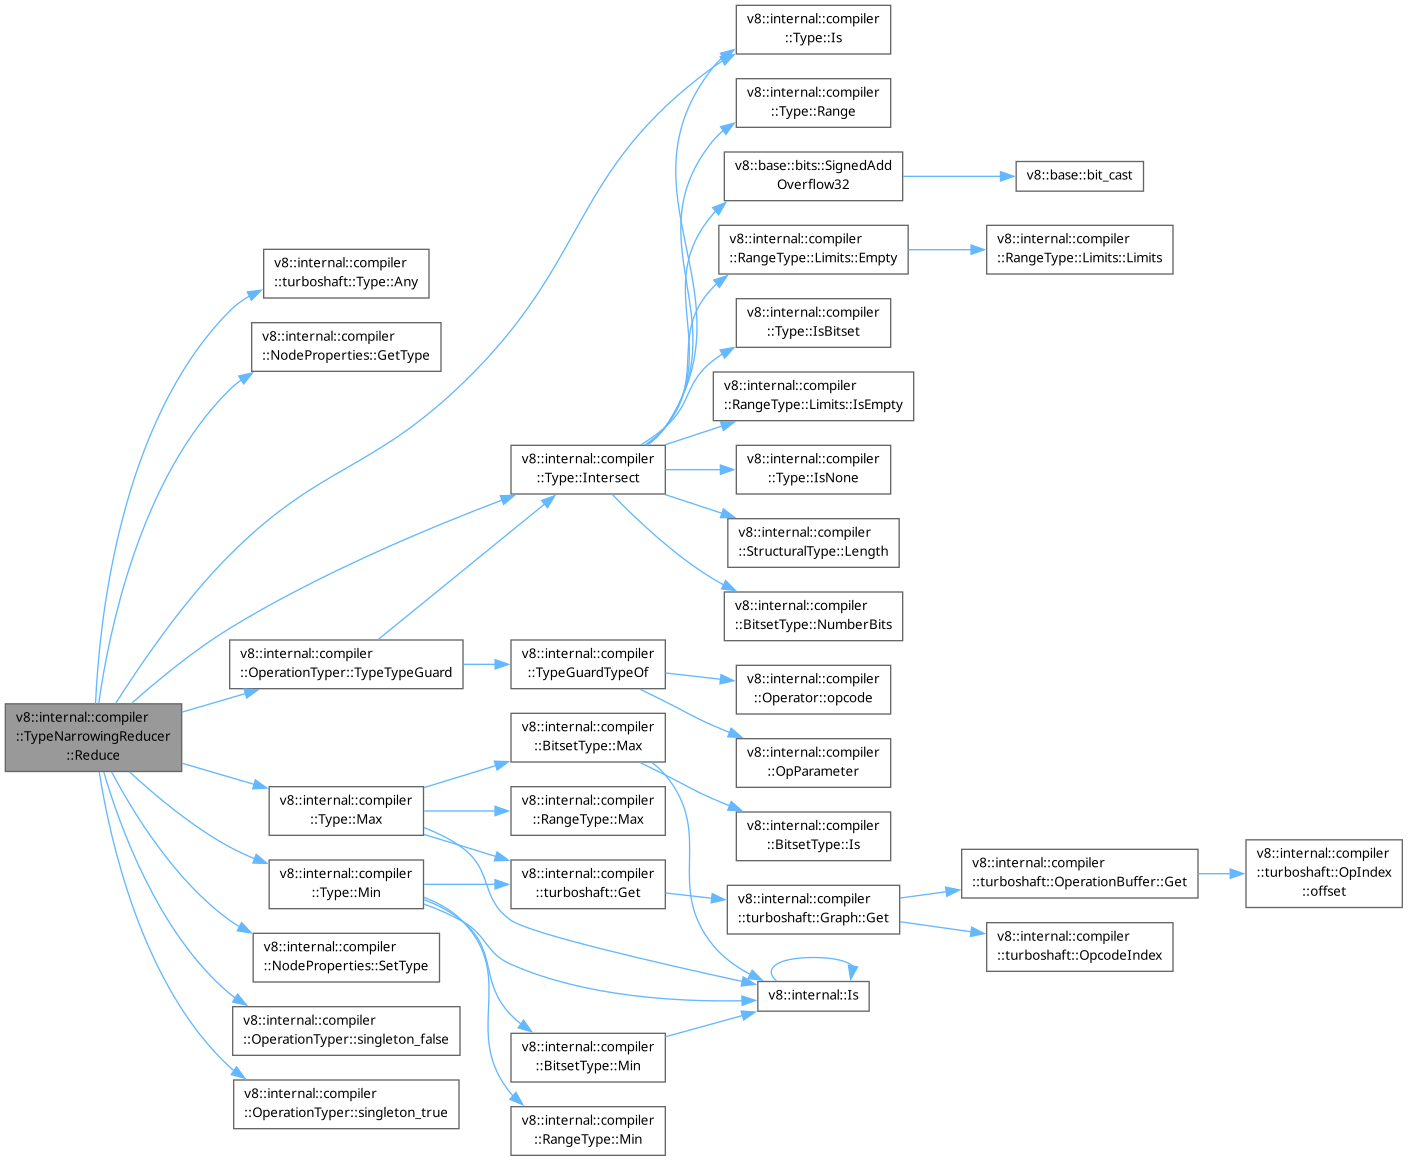 v8::internal::compiler
::Type::Is
v8::internal::compiler
::Type::Range
v8::base::bits::SignedAdd
Overflow32
v8::base::bit_cast
v8::internal::compiler
::RangeType::Limits::Empty
v8::internal::compiler
::RangeType::Limits::Limits
v8::internal::compiler
::turboshaft::Type::Any
v8::internal::compiler
::Type::IsBitset
v8::internal::compiler
::NodeProperties::GetType
v8::internal::compiler
::RangeType::Limits::IsEmpty
v8::internal::compiler
::Type::Intersect
v8::internal::compiler
::Type::IsNone
v8::internal::compiler
::StructuralType::Length
v8::internal::compiler
::BitsetType::NumberBits
v8::internal::compiler
::OperationTyper::TypeTypeGuard
v8::internal::compiler
::TypeGuardTypeOf
v8::internal::compiler
::Operator::opcode
v8::internal::compiler
::TypeNarrowingReducer
::Reduce
v8::internal::compiler
::BitsetType::Max
v8::internal::compiler
::OpParameter
v8::internal::compiler
::Type::Max
v8::internal::compiler
::RangeType::Max
v8::internal::compiler
::BitsetType::Is
v8::internal::compiler
::Type::Min
v8::internal::compiler
::turboshaft::Get
v8::internal::compiler
::turboshaft::Graph::Get
v8::internal::compiler
::turboshaft::OperationBuffer::Get
v8::internal::compiler
::turboshaft::OpIndex
::offset
v8::internal::compiler
::NodeProperties::SetType
v8::internal::compiler
::turboshaft::OpcodeIndex
v8::internal::Is
v8::internal::compiler
::OperationTyper::singleton_false
v8::internal::compiler
::BitsetType::Min
v8::internal::compiler
::OperationTyper::singleton_true
v8::internal::compiler
::RangeType::Min